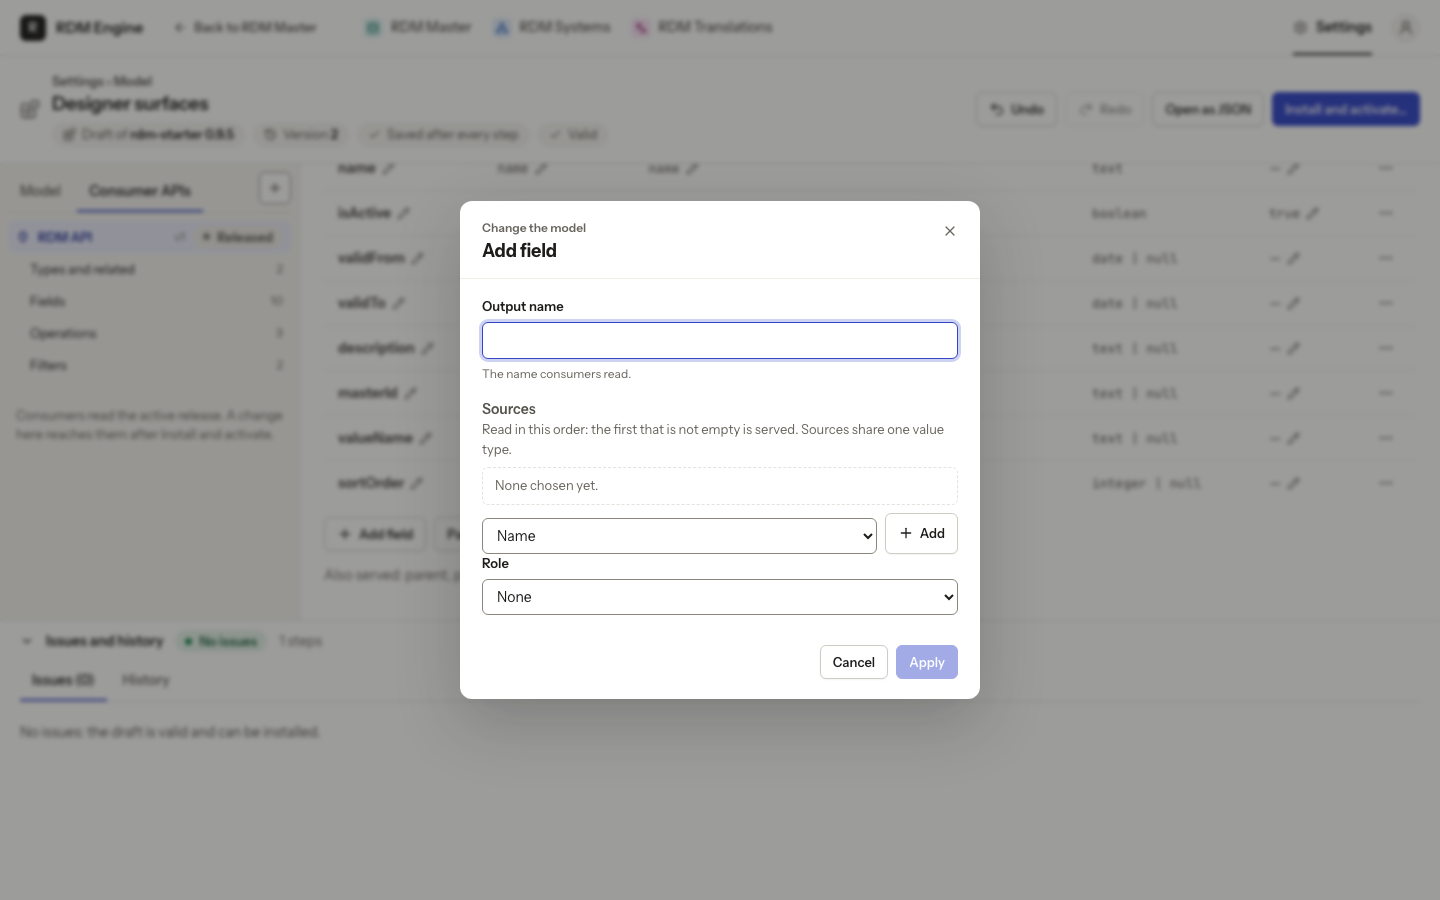 RDM Engine
Back to RDM Master
RDM Master
RDM Systems
RDM Translations
Settings
Settings › Model
Designer surfaces
Draft of rdm-starter 0.9.5
Version 2
Saved after every step
Valid
Undo
Redo
Open as JSON
Install and activate...
Model
Consumer APIs
RDM API
v1
Released
Types and related
Fields
Operations
Filters
Consumers read the active release. A change
here reaches them after Install and activate.
name name name text —
isActive boolean true
validFrom date | null —
validTo date | null —
description text | null —
masterId text | null —
valueName text | null —
sortOrder integer | null —
Add field
Also served: parent,
Change the model
Add field
Output name
The name consumers read.
Sources
Read in this order: the first that is not empty is served. Sources share one value
type.
None chosen yet.
Name
Add
Role
None
Cancel
Apply
Issues and history
No issues
1 steps
Issues (0)
History
No issues: the draft is valid and can be installed.